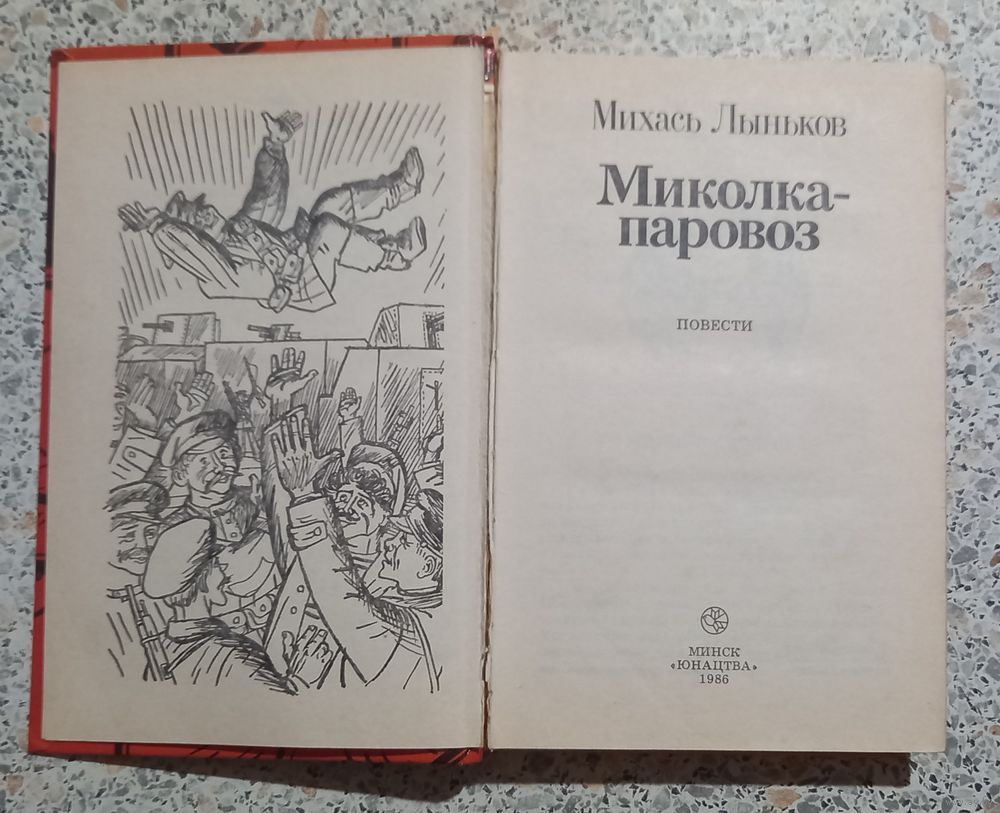 Михась Лыньков
Миколка-
паровоз
ПОВЕСТИ
МИНСК
«ЮНАЦТВА»
1986